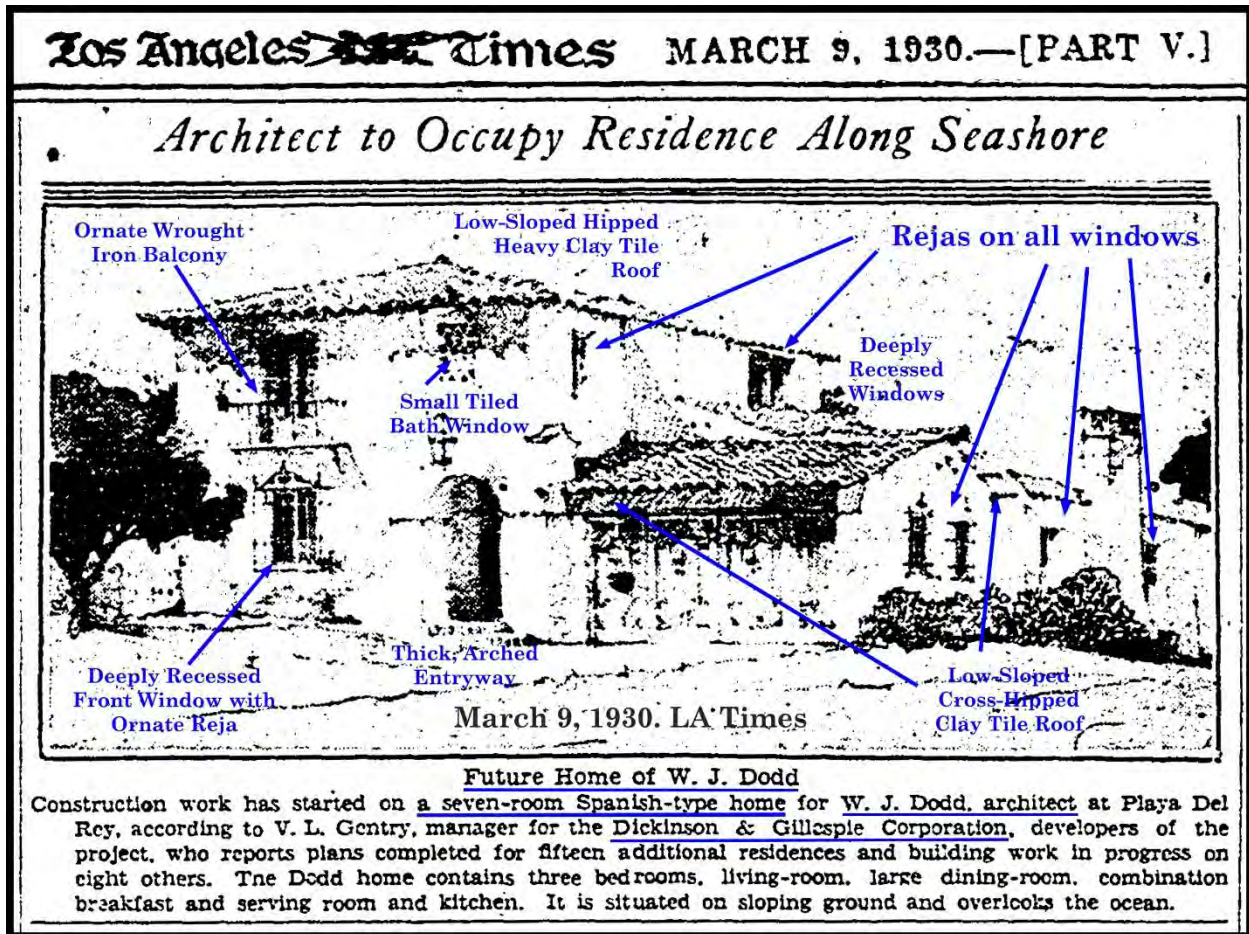 Los Angeles Times MARCH 9, 1930.—[PART V.]
Architect to Occupy Residence Along Seashore
Ornate Wrought
Iron Balcony
Low-Sloped Hipped
Heavy Clay Tile
Roof
Rejas on all windows
Small Tiled
Bath Window
Deeply
Recessed
Windows
Deeply Recessed
Front Window with
Ornate Reja
Thick, Arched
Entryway
Low-Sloped
Cross-Hipped
Clay Tile Roof
March 9, 1930. LA Times
Future Home of W. J. Dodd
Construction work has started on a seven-room Spanish-type home for W. J. Dodd, architect at Playa Del
Rey, according to V. L. Gentry, manager for the Dickinson & Gillespie Corporation, developers of the
project, who reports plans completed for fifteen additional residences and building work in progress on
eight others. The Dodd home contains three bedrooms, living-room, large dining-room, combination
breakfast and serving room and kitchen. It is situated on sloping ground and overlooks the ocean.